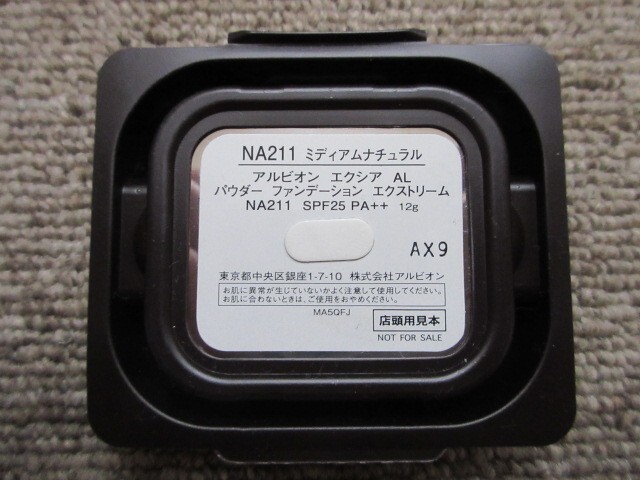 NA211 ミディアムナチュラル
アルビオン エクシア AL
パウダー ファンデーション エクストリーム
NA211 SPF25 PA++ 12g
AX9
東京都中央区銀座1-7-10 株式会社アルビオン
お肌に異常が生じていないかよく注意して使用してください。
お肌に合わないときは、ご使用をおやめください。
MA5QFJ
店頭用見本
NOT FOR SALE